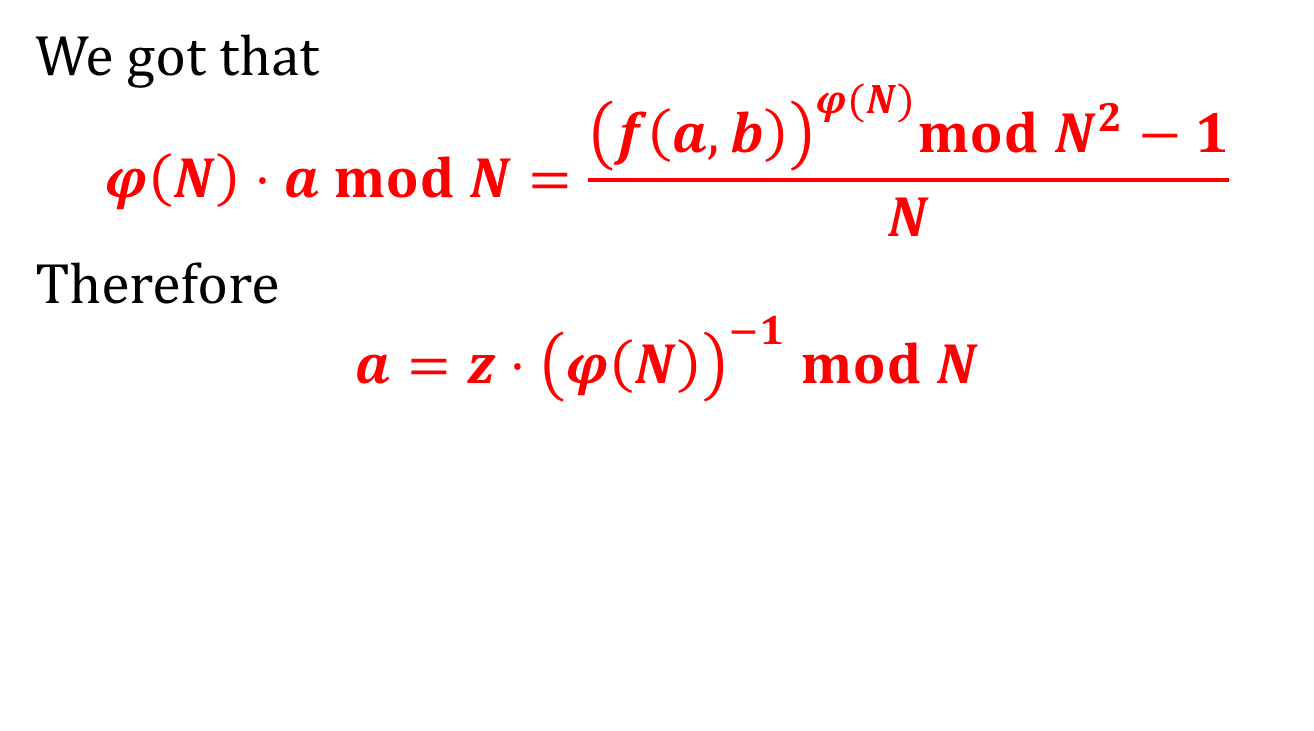 We got that
φ(N) · a mod N = (f(a, b))^φ(N) mod N² − 1 / N
Therefore
a = z · (φ(N))⁻¹ mod N